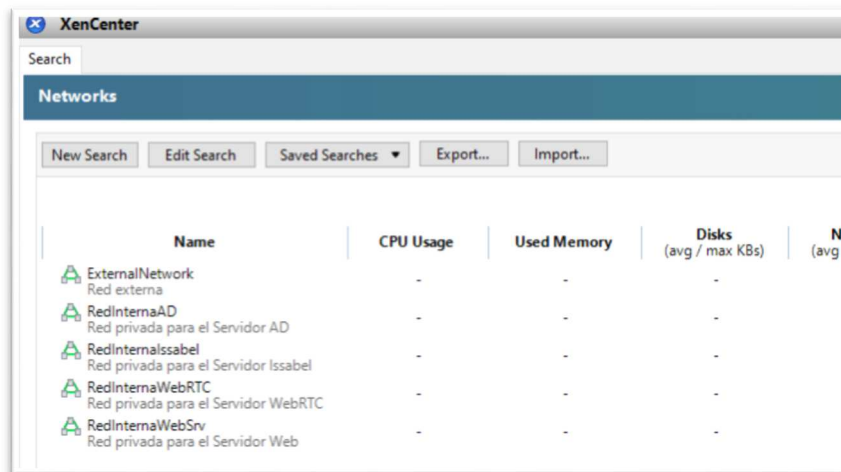 XenCenter
Search
Networks
New Search Edit Search Saved Searches Export... Import...
Name CPU Usage Used Memory Disks
(avg / max KBs) (avg
ExternalNetwork
Red externa
- - -
RedInternaAD
Red privada para el Servidor AD
- - -
RedInternaIssabel
Red privada para el Servidor Issabel
- - -
RedInternaWebRTC
Red privada para el Servidor WebRTC
- - -
RedInternaWebSrv
Red privada para el Servidor Web
- - -